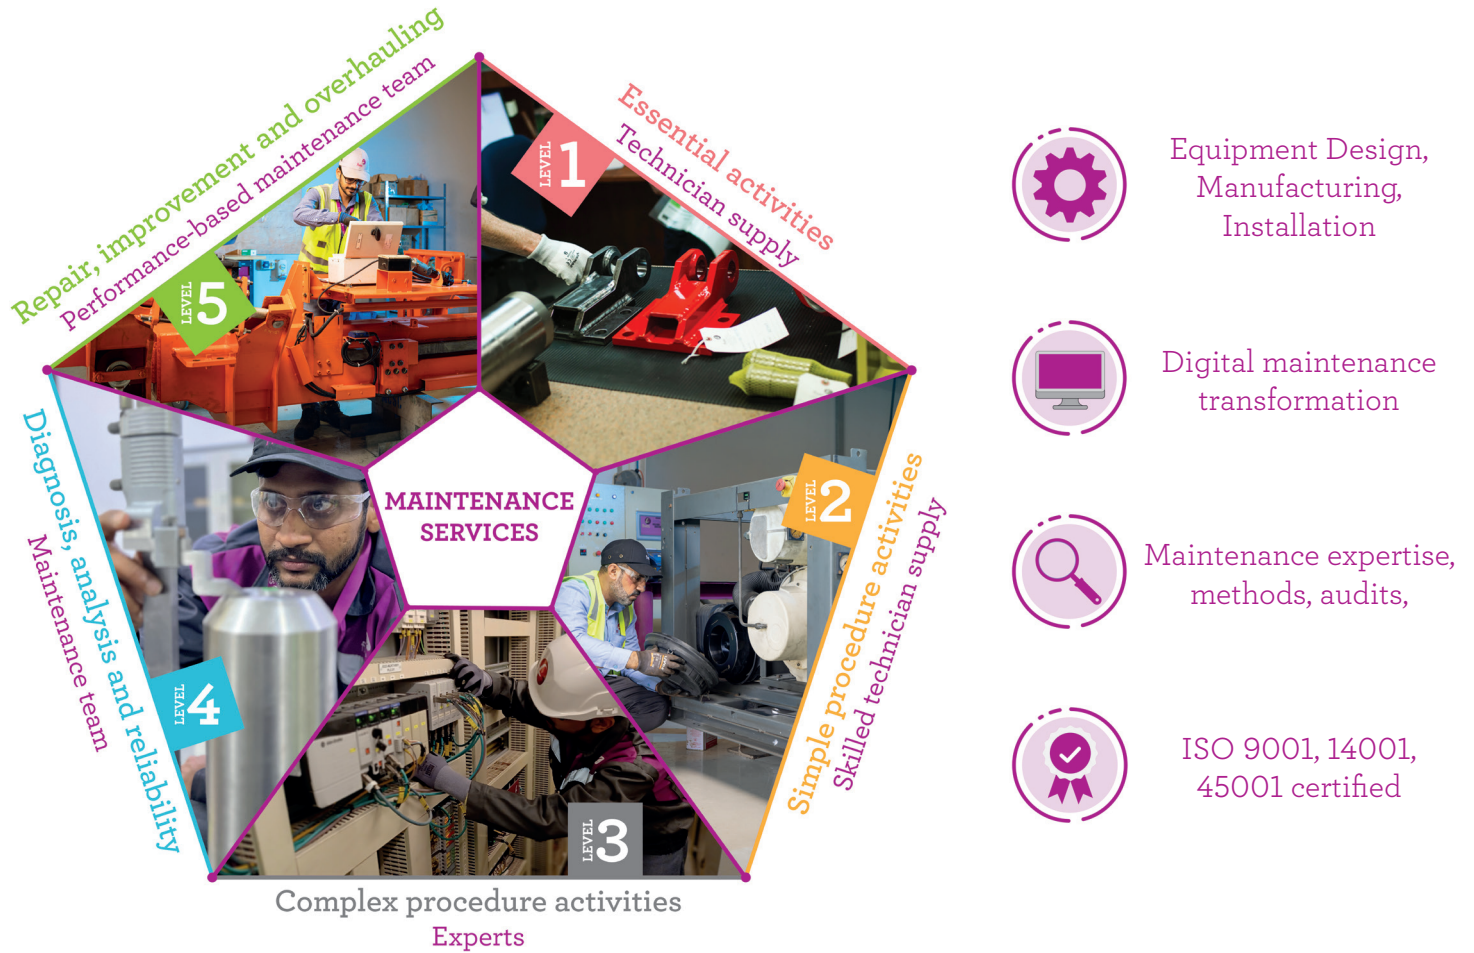 Repair, improvement and overhauling
Performance-based maintenance team
LEVEL 5
Essential activities
Technician supply
LEVEL 1
Simple procedure activities
Skilled technician supply
LEVEL 2
Complex procedure activities
Experts
LEVEL 3
Diagnosis, analysis and reliability
Maintenance team
LEVEL 4
MAINTENANCE
SERVICES
Equipment Design,
Manufacturing,
Installation
Digital maintenance
transformation
Maintenance expertise,
methods, audits,
ISO 9001, 14001,
45001 certified